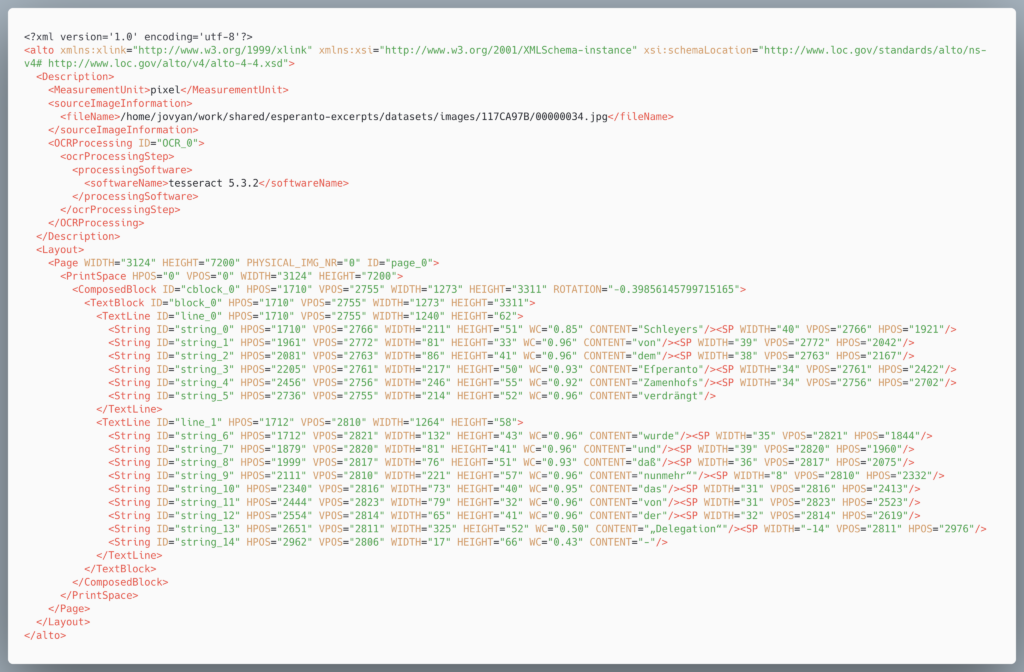 <?xml version='1.0' encoding='utf-8'?>
<alto xmlns:xlink="http://www.w3.org/1999/xlink" xmlns:xsi="http://www.w3.org/2001/XMLSchema-instance" xsi:schemaLocation="http://www.loc.gov/standards/alto/ns-
v4# http://www.loc.gov/alto/v4/alto-4-4.xsd">
  <Description>
    <MeasurementUnit>pixel</MeasurementUnit>
    <sourceImageInformation>
      <fileName>/home/jovyan/work/shared/esperanto-excerpts/datasets/images/117CA97B/00000034.jpg</fileName>
    </sourceImageInformation>
    <OCRProcessing ID="OCR_0">
      <ocrProcessingStep>
        <processingSoftware>
          <softwareName>tesseract 5.3.2</softwareName>
        </processingSoftware>
      </ocrProcessingStep>
    </OCRProcessing>
  </Description>
  <Layout>
    <Page WIDTH="3124" HEIGHT="7200" PHYSICAL_IMG_NR="0" ID="page_0">
      <PrintSpace HPOS="0" VPOS="0" WIDTH="3124" HEIGHT="7200">
        <ComposedBlock ID="cblock_0" HPOS="1710" VPOS="2755" WIDTH="1273" HEIGHT="3311" ROTATION="-0.39856145799715165">
          <TextBlock ID="block_0" HPOS="1710" VPOS="2755" WIDTH="1273" HEIGHT="3311">
            <TextLine ID="line_0" HPOS="1710" VPOS="2755" WIDTH="1240" HEIGHT="62">
              <String ID="string_0" HPOS="1710" VPOS="2766" WIDTH="211" HEIGHT="51" WC="0.85" CONTENT="Schleyers"/><SP WIDTH="40" VPOS="2766" HPOS="1921"/>
              <String ID="string_1" HPOS="1961" VPOS="2772" WIDTH="81" HEIGHT="33" WC="0.96" CONTENT="von"/><SP WIDTH="39" VPOS="2772" HPOS="2042"/>
              <String ID="string_2" HPOS="2081" VPOS="2763" WIDTH="86" HEIGHT="41" WC="0.96" CONTENT="dem"/><SP WIDTH="38" VPOS="2763" HPOS="2167"/>
              <String ID="string_3" HPOS="2205" VPOS="2761" WIDTH="217" HEIGHT="50" WC="0.93" CONTENT="Eſperanto"/><SP WIDTH="34" VPOS="2761" HPOS="2422"/>
              <String ID="string_4" HPOS="2456" VPOS="2756" WIDTH="246" HEIGHT="55" WC="0.92" CONTENT="Zamenhofs"/><SP WIDTH="34" VPOS="2756" HPOS="2702"/>
              <String ID="string_5" HPOS="2736" VPOS="2755" WIDTH="214" HEIGHT="52" WC="0.96" CONTENT="verdrängt"/>
            </TextLine>
            <TextLine ID="line_1" HPOS="1712" VPOS="2810" WIDTH="1264" HEIGHT="58">
              <String ID="string_6" HPOS="1712" VPOS="2821" WIDTH="132" HEIGHT="43" WC="0.96" CONTENT="wurde"/><SP WIDTH="35" VPOS="2821" HPOS="1844"/>
              <String ID="string_7" HPOS="1879" VPOS="2820" WIDTH="81" HEIGHT="41" WC="0.96" CONTENT="und"/><SP WIDTH="39" VPOS="2820" HPOS="1960"/>
              <String ID="string_8" HPOS="1999" VPOS="2817" WIDTH="76" HEIGHT="51" WC="0.93" CONTENT="daß"/><SP WIDTH="36" VPOS="2817" HPOS="2075"/>
              <String ID="string_9" HPOS="2111" VPOS="2810" WIDTH="221" HEIGHT="57" WC="0.96" CONTENT="nunmehr“"/><SP WIDTH="8" VPOS="2810" HPOS="2332"/>
              <String ID="string_10" HPOS="2340" VPOS="2816" WIDTH="73" HEIGHT="40" WC="0.95" CONTENT="das"/><SP WIDTH="31" VPOS="2816" HPOS="2413"/>
              <String ID="string_11" HPOS="2444" VPOS="2823" WIDTH="79" HEIGHT="32" WC="0.96" CONTENT="von"/><SP WIDTH="31" VPOS="2823" HPOS="2523"/>
              <String ID="string_12" HPOS="2554" VPOS="2814" WIDTH="65" HEIGHT="41" WC="0.96" CONTENT="der"/><SP WIDTH="32" VPOS="2814" HPOS="2619"/>
              <String ID="string_13" HPOS="2651" VPOS="2811" WIDTH="325" HEIGHT="52" WC="0.50" CONTENT="„Delegation“"/><SP WIDTH="-14" VPOS="2811" HPOS="2976"/>
              <String ID="string_14" HPOS="2962" VPOS="2806" WIDTH="17" HEIGHT="66" WC="0.43" CONTENT="-"/>
            </TextLine>
          </TextBlock>
        </ComposedBlock>
      </PrintSpace>
    </Page>
  </Layout>
</alto>